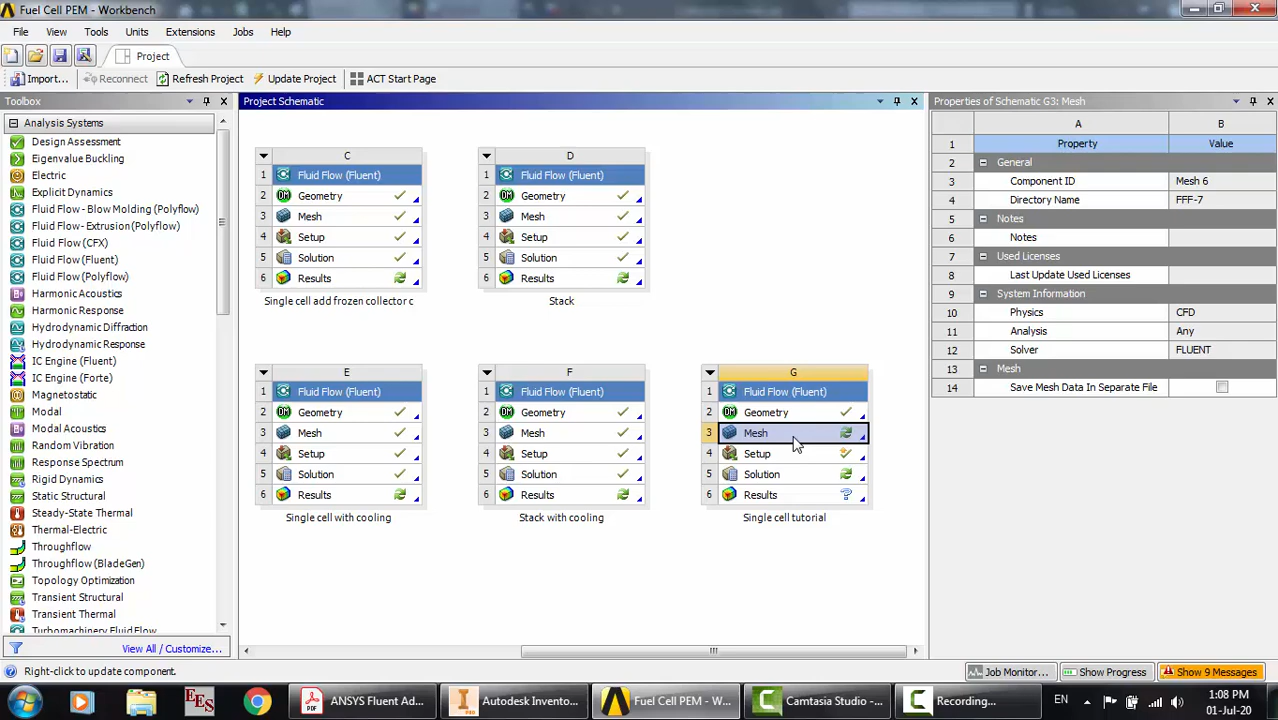 Fuel Cell PEM - Workbench
File View Tools Units Extensions Jobs Help
Project
Import... Reconnect Refresh Project Update Project ACT Start Page
Toolbox
Analysis Systems
Design Assessment
Eigenvalue Buckling
Electric
Explicit Dynamics
Fluid Flow - Blow Molding (Polyflow)
Fluid Flow - Extrusion (Polyflow)
Fluid Flow (CFX)
Fluid Flow (Fluent)
Fluid Flow (Polyflow)
Harmonic Acoustics
Harmonic Response
Hydrodynamic Diffraction
Hydrodynamic Response
IC Engine (Fluent)
IC Engine (Forte)
Magnetostatic
Modal
Modal Acoustics
Random Vibration
Response Spectrum
Rigid Dynamics
Static Structural
Steady-State Thermal
Thermal-Electric
Throughflow
Throughflow (BladeGen)
Topology Optimization
Transient Structural
Transient Thermal
Turbomachinery Fluid Flow
View All / Customize...
Project Schematic
C
1 Fluid Flow (Fluent)
2 Geometry
3 Mesh
4 Setup
5 Solution
6 Results
Single cell add frozen collector c
D
1 Fluid Flow (Fluent)
2 Geometry
3 Mesh
4 Setup
5 Solution
6 Results
Stack
E
1 Fluid Flow (Fluent)
2 Geometry
3 Mesh
4 Setup
5 Solution
6 Results
Single cell with cooling
F
1 Fluid Flow (Fluent)
2 Geometry
3 Mesh
4 Setup
5 Solution
6 Results
Stack with cooling
G
1 Fluid Flow (Fluent)
2 Geometry
3 Mesh
4 Setup
5 Solution
6 Results
Single cell tutorial
Properties of Schematic G3: Mesh
A B
1 Property Value
2 General
3 Component ID Mesh 6
4 Directory Name FFF-7
5 Notes
6 Notes
7 Used Licenses
8 Last Update Used Licenses
9 System Information
10 Physics CFD
11 Analysis Any
12 Solver FLUENT
13 Mesh
14 Save Mesh Data In Separate File
Right-click to update component.
Job Monitor... Show Progress Show 9 Messages
EES
ANSYS Fluent Ad...
Autodesk Inventо...
Fuel Cell PEM - W...
Camtasia Studio - ...
Recording...
EN
1:08 PM
01-Jul-20